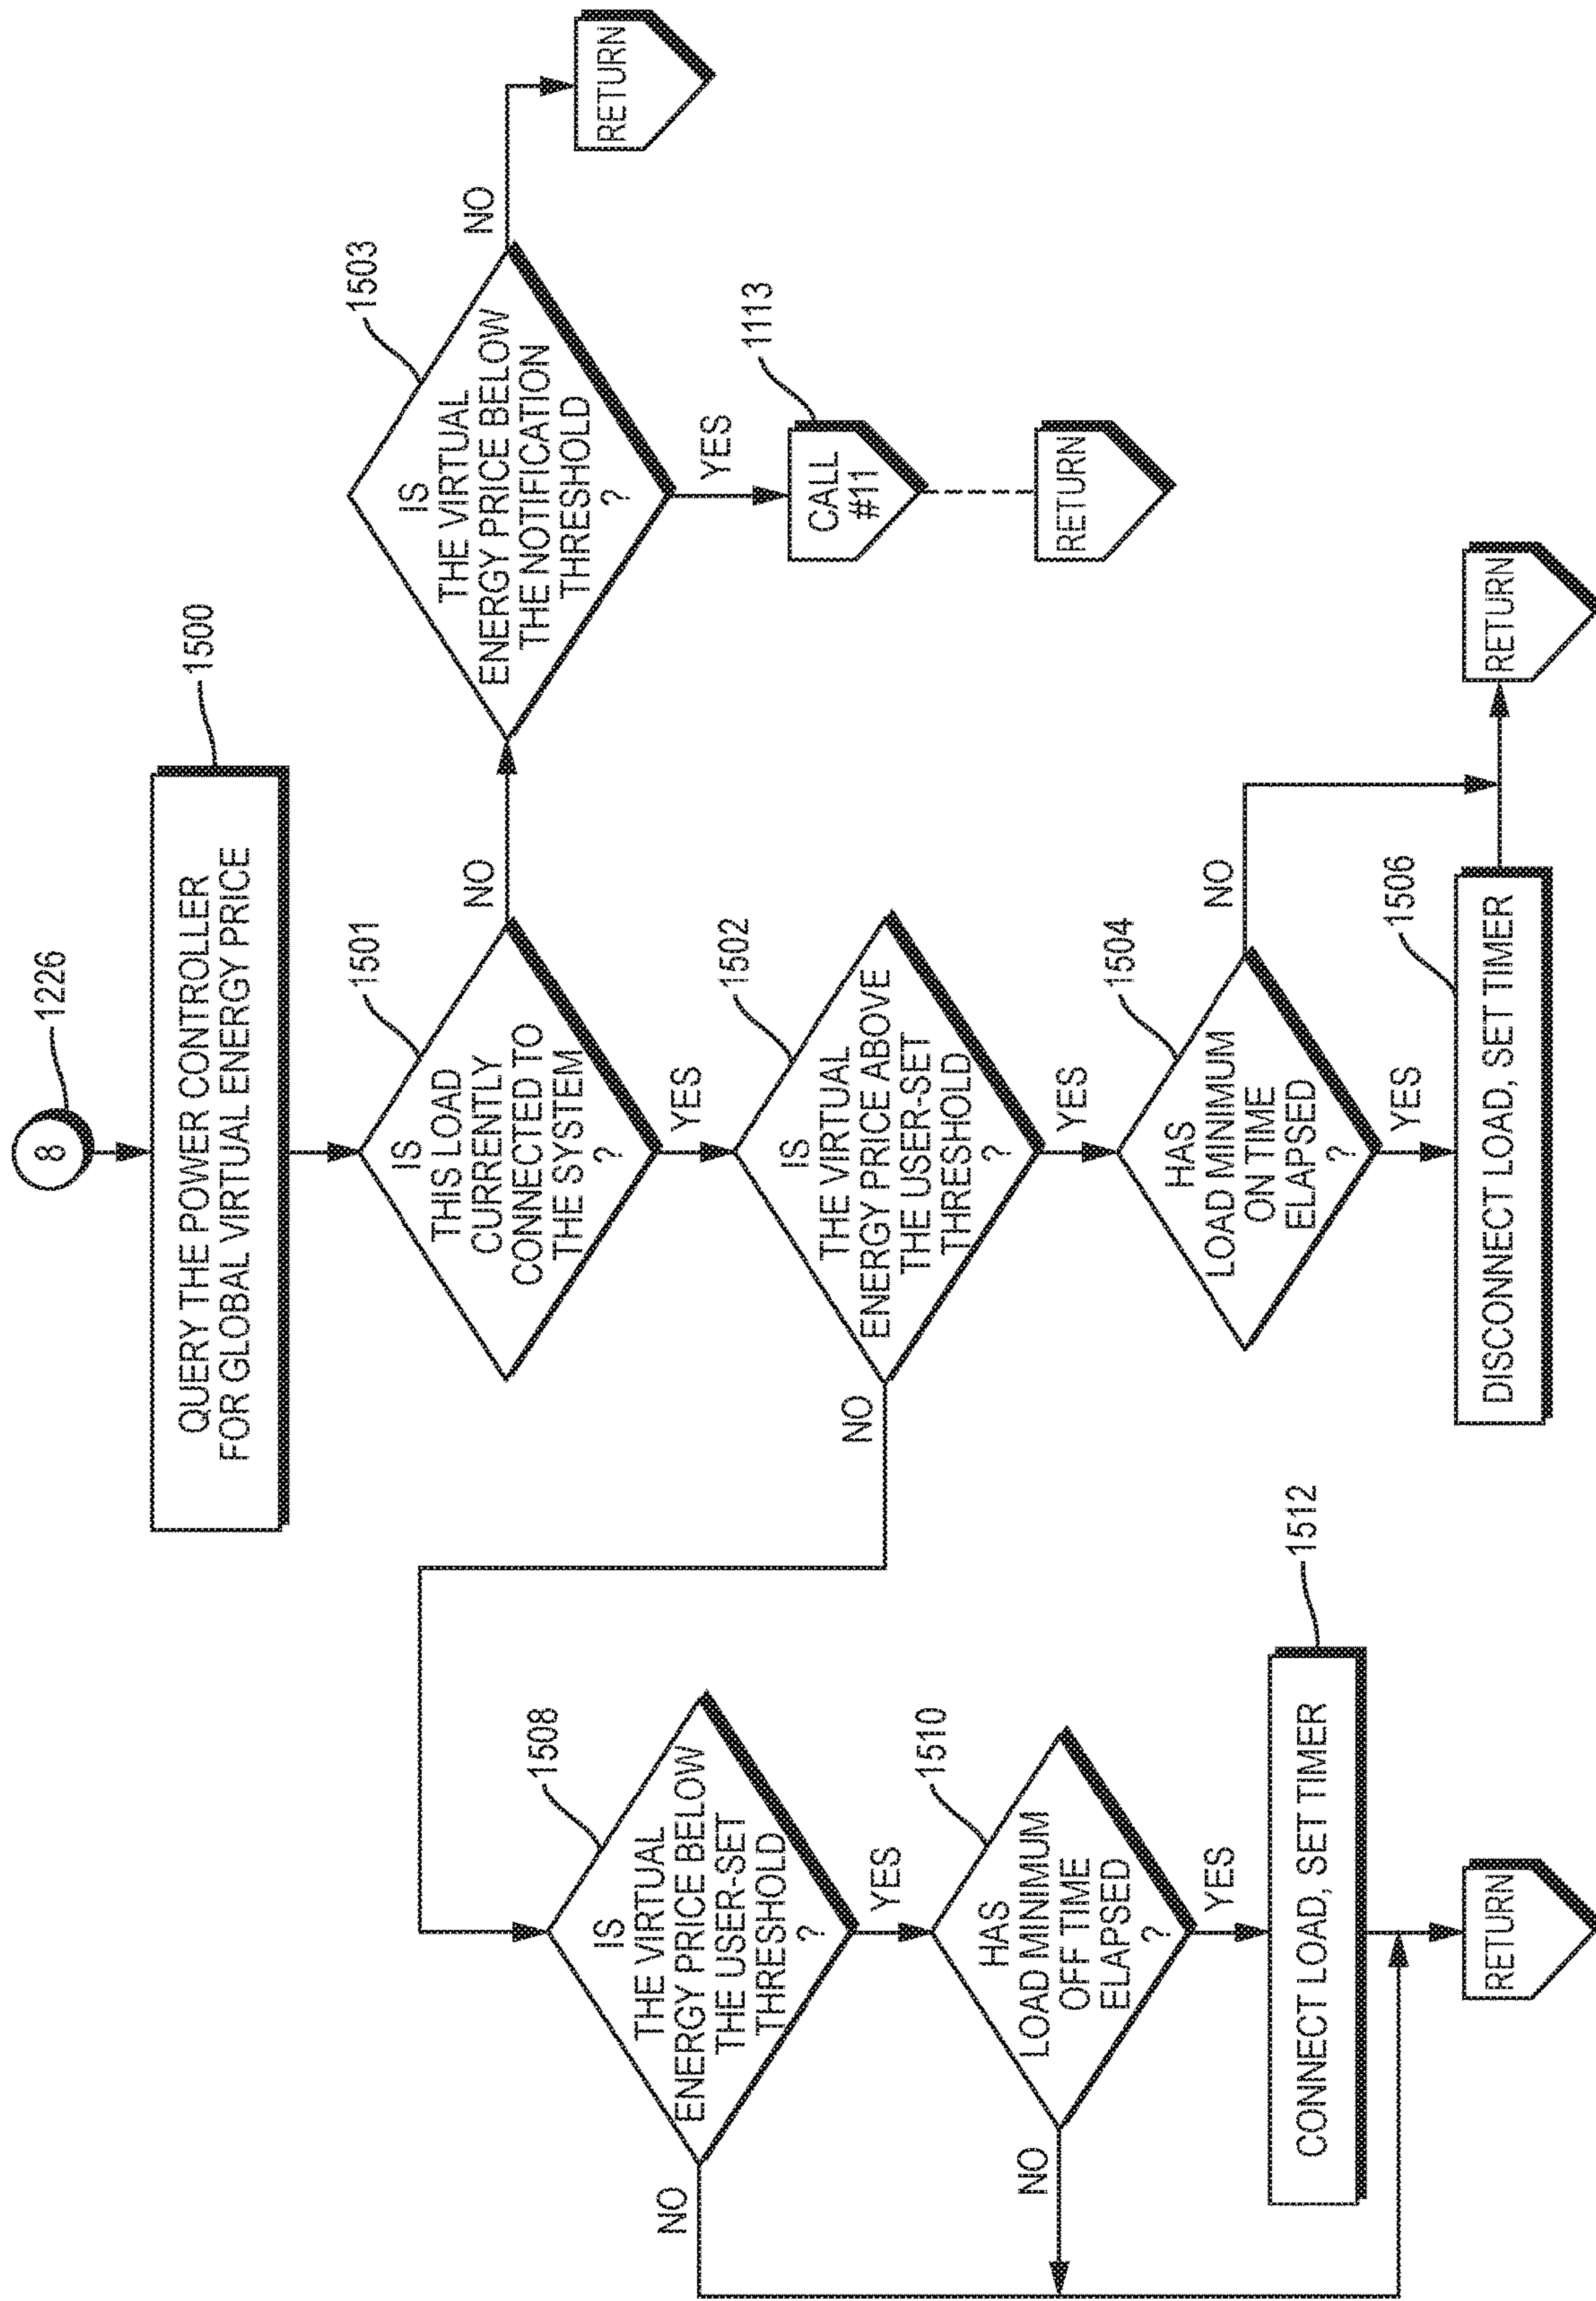 8
1226
QUERY THE POWER CONTROLLER
FOR GLOBAL VIRTUAL ENERGY PRICE
1500
IS
THIS LOAD
CURRENTLY
CONNECTED TO
THE SYSTEM
?
1501
NO
YES
IS
THE VIRTUAL
ENERGY PRICE BELOW
THE NOTIFICATION
THRESHOLD
?
1503
NO
RETURN
YES
CALL
#11
1113
RETURN
IS
THE VIRTUAL
ENERGY PRICE ABOVE
THE USER-SET
THRESHOLD
?
1502
NO
YES
HAS
LOAD MINIMUM
ON TIME
ELAPSED
?
1504
NO
YES
DISCONNECT LOAD, SET TIMER
1506
RETURN
IS
THE VIRTUAL
ENERGY PRICE BELOW
THE USER-SET
THRESHOLD
?
1508
NO
YES
HAS
LOAD MINIMUM
OFF TIME
ELAPSED
?
1510
NO
YES
CONNECT LOAD, SET TIMER
1512
RETURN